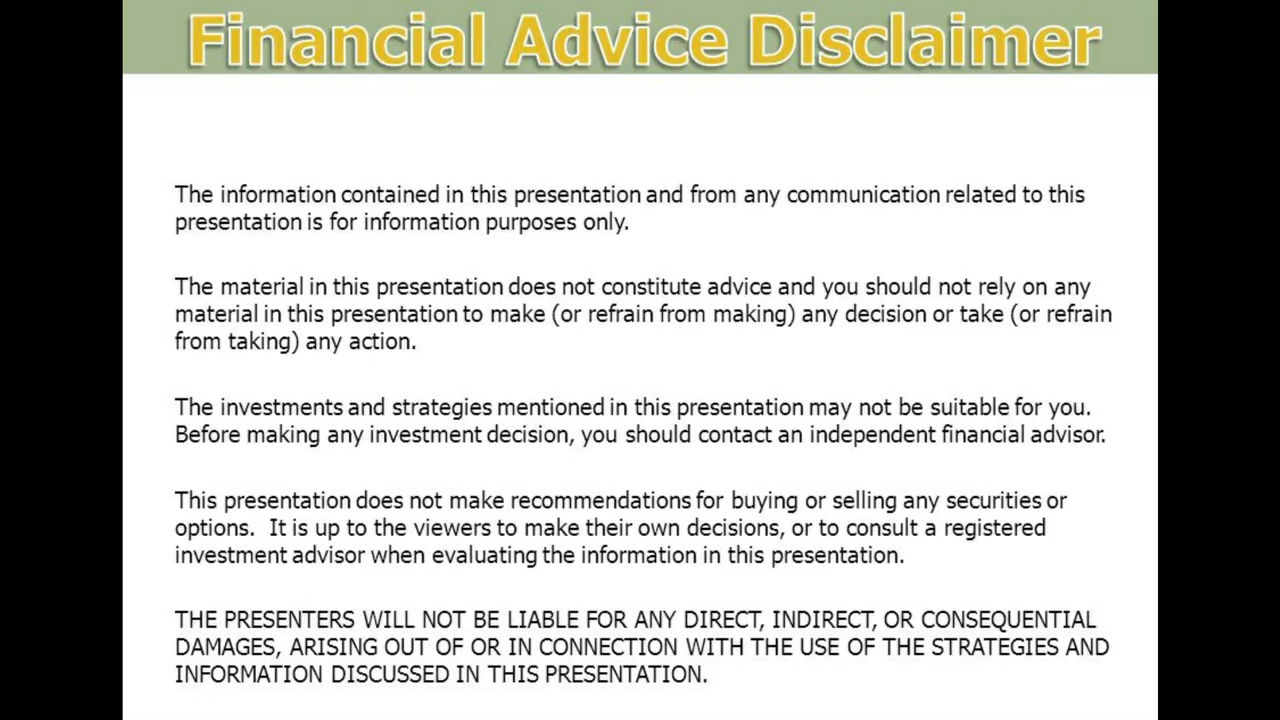 Financial Advice Disclaimer
The information contained in this presentation and from any communication related to this
presentation is for information purposes only.
The material in this presentation does not constitute advice and you should not rely on any
material in this presentation to make (or refrain from making) any decision or take (or refrain
from taking) any action.
The investments and strategies mentioned in this presentation may not be suitable for you.
Before making any investment decision, you should contact an independent financial advisor.
This presentation does not make recommendations for buying or selling any securities or
options.  It is up to the viewers to make their own decisions, or to consult a registered
investment advisor when evaluating the information in this presentation.
THE PRESENTERS WILL NOT BE LIABLE FOR ANY DIRECT, INDIRECT, OR CONSEQUENTIAL
DAMAGES, ARISING OUT OF OR IN CONNECTION WITH THE USE OF THE STRATEGIES AND
INFORMATION DISCUSSED IN THIS PRESENTATION.